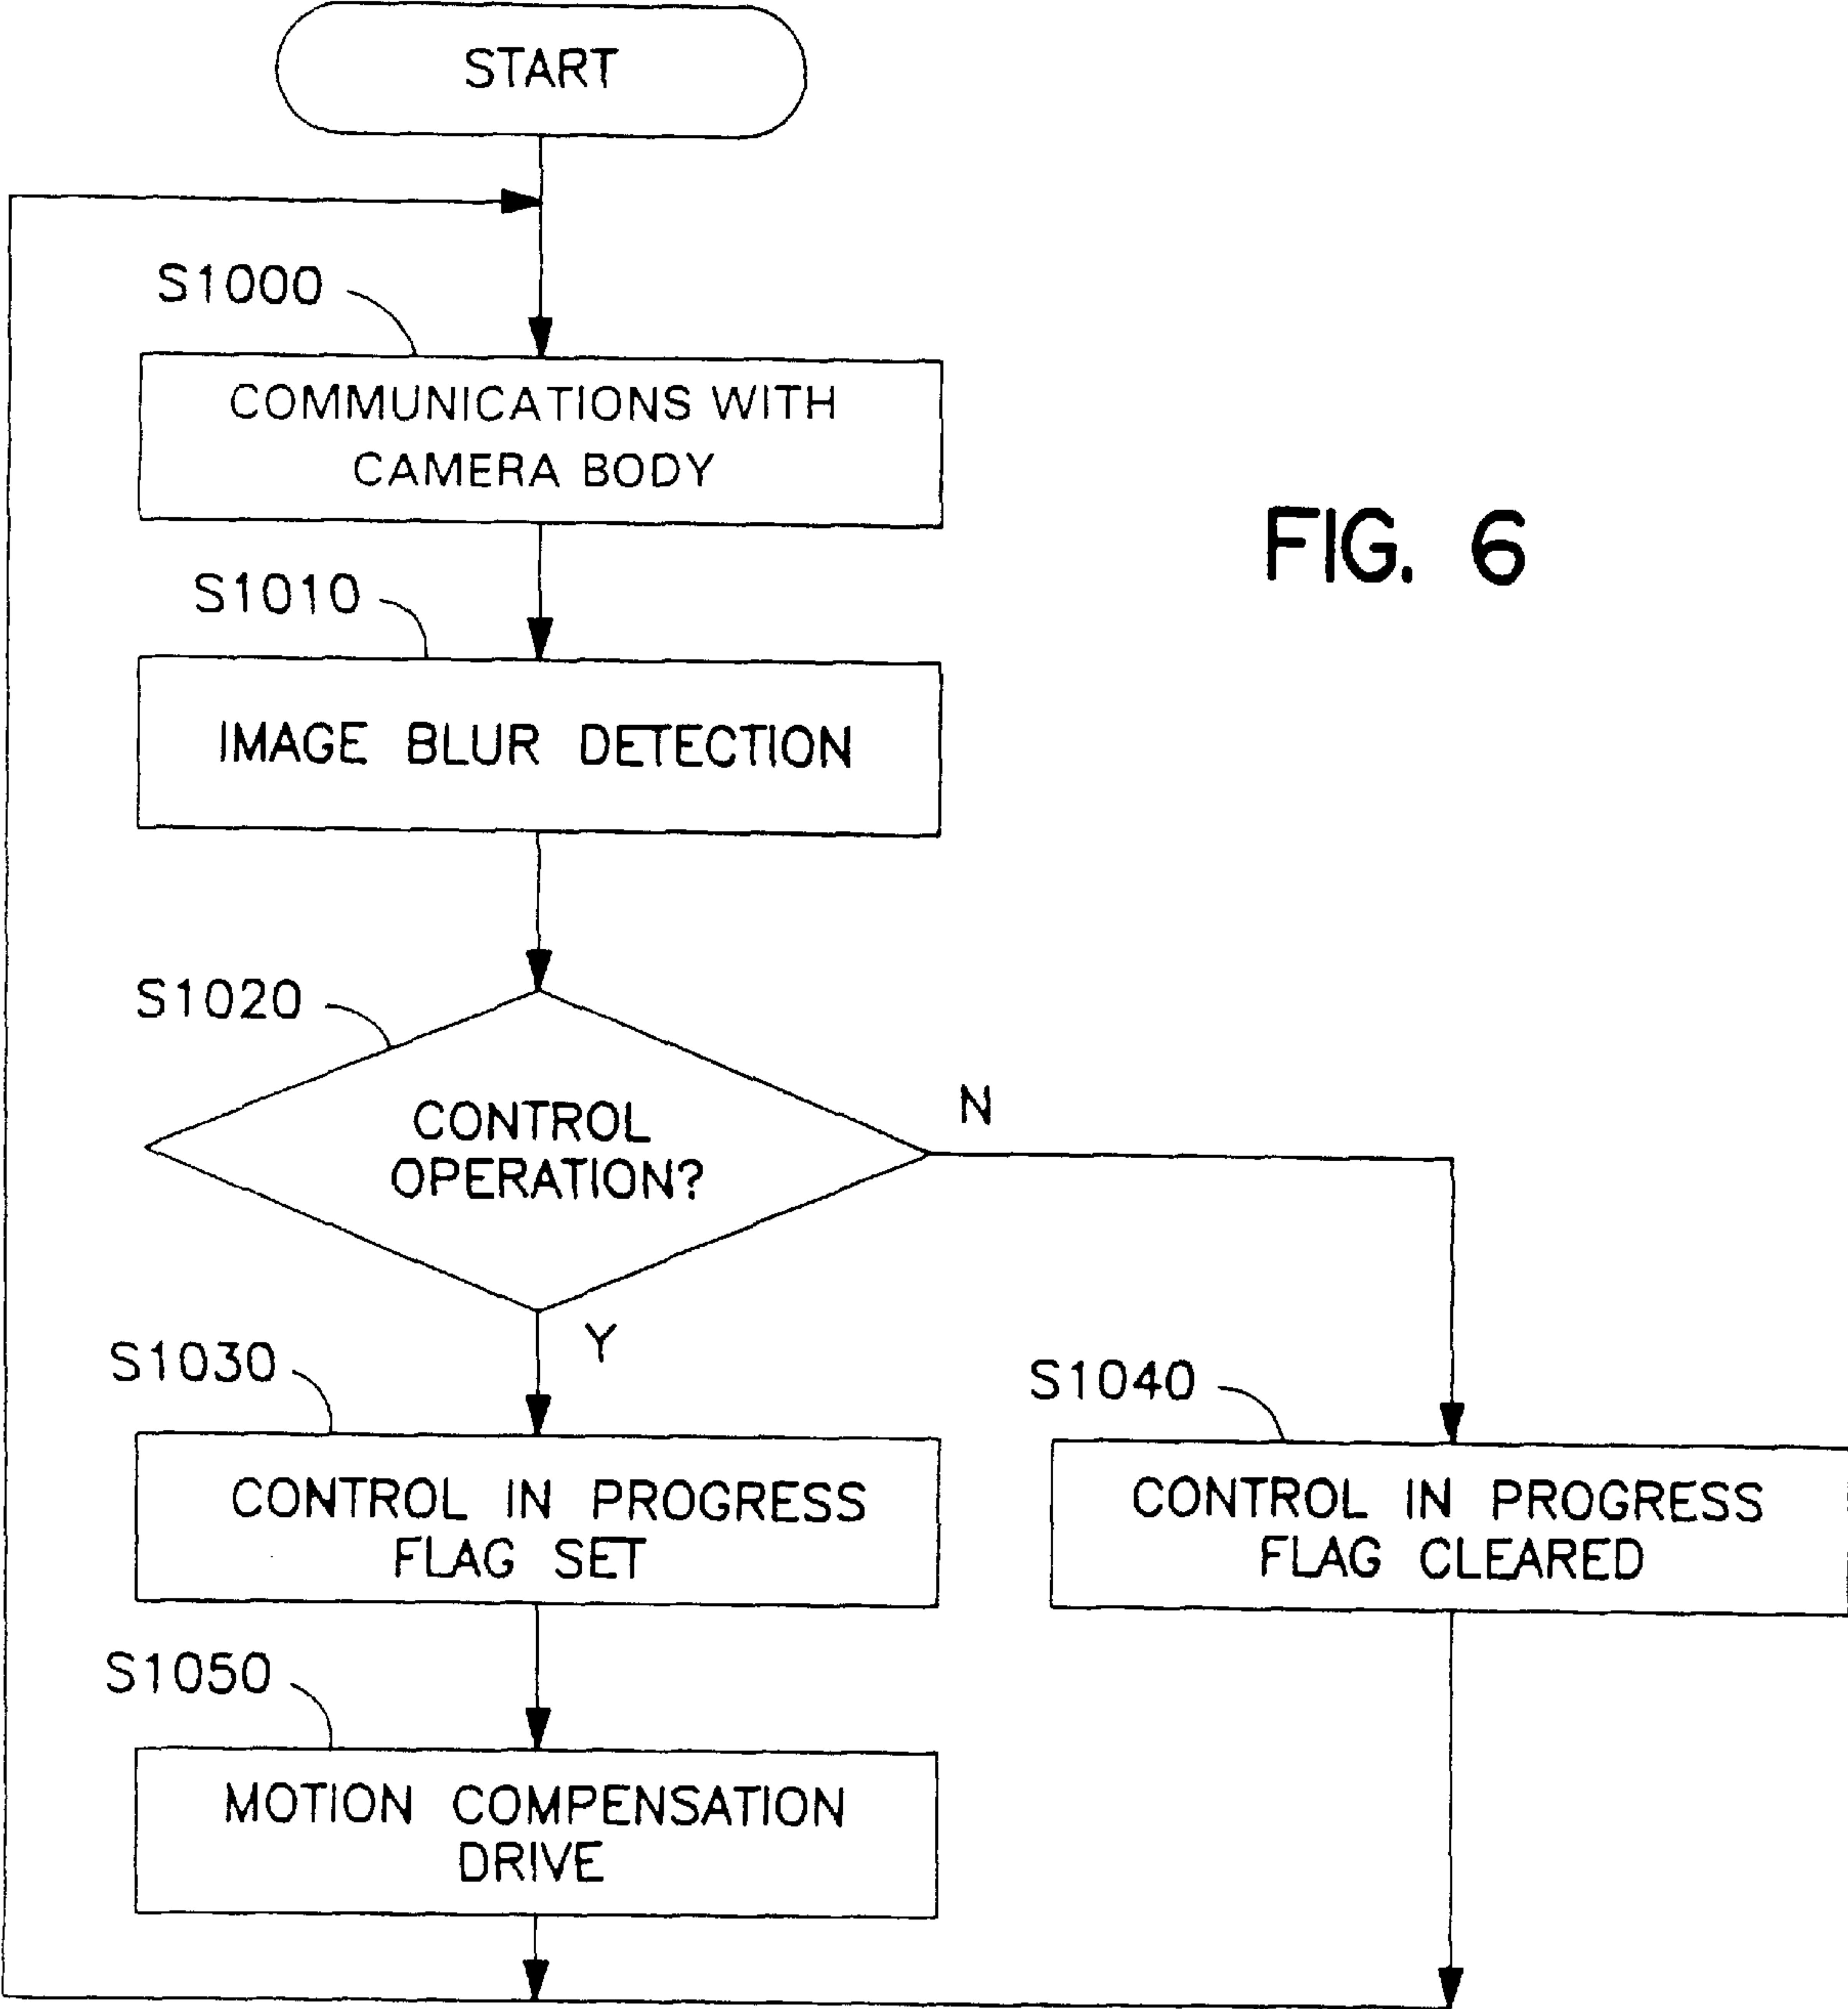 START
S1000
COMMUNICATIONS WITH
CAMERA BODY
FIG. 6
S1010
IMAGE BLUR DETECTION
S1020
CONTROL
OPERATION?
N
Y
S1030
CONTROL IN PROGRESS
FLAG SET
S1040
CONTROL IN PROGRESS
FLAG CLEARED
S1050
MOTION COMPENSATION
DRIVE